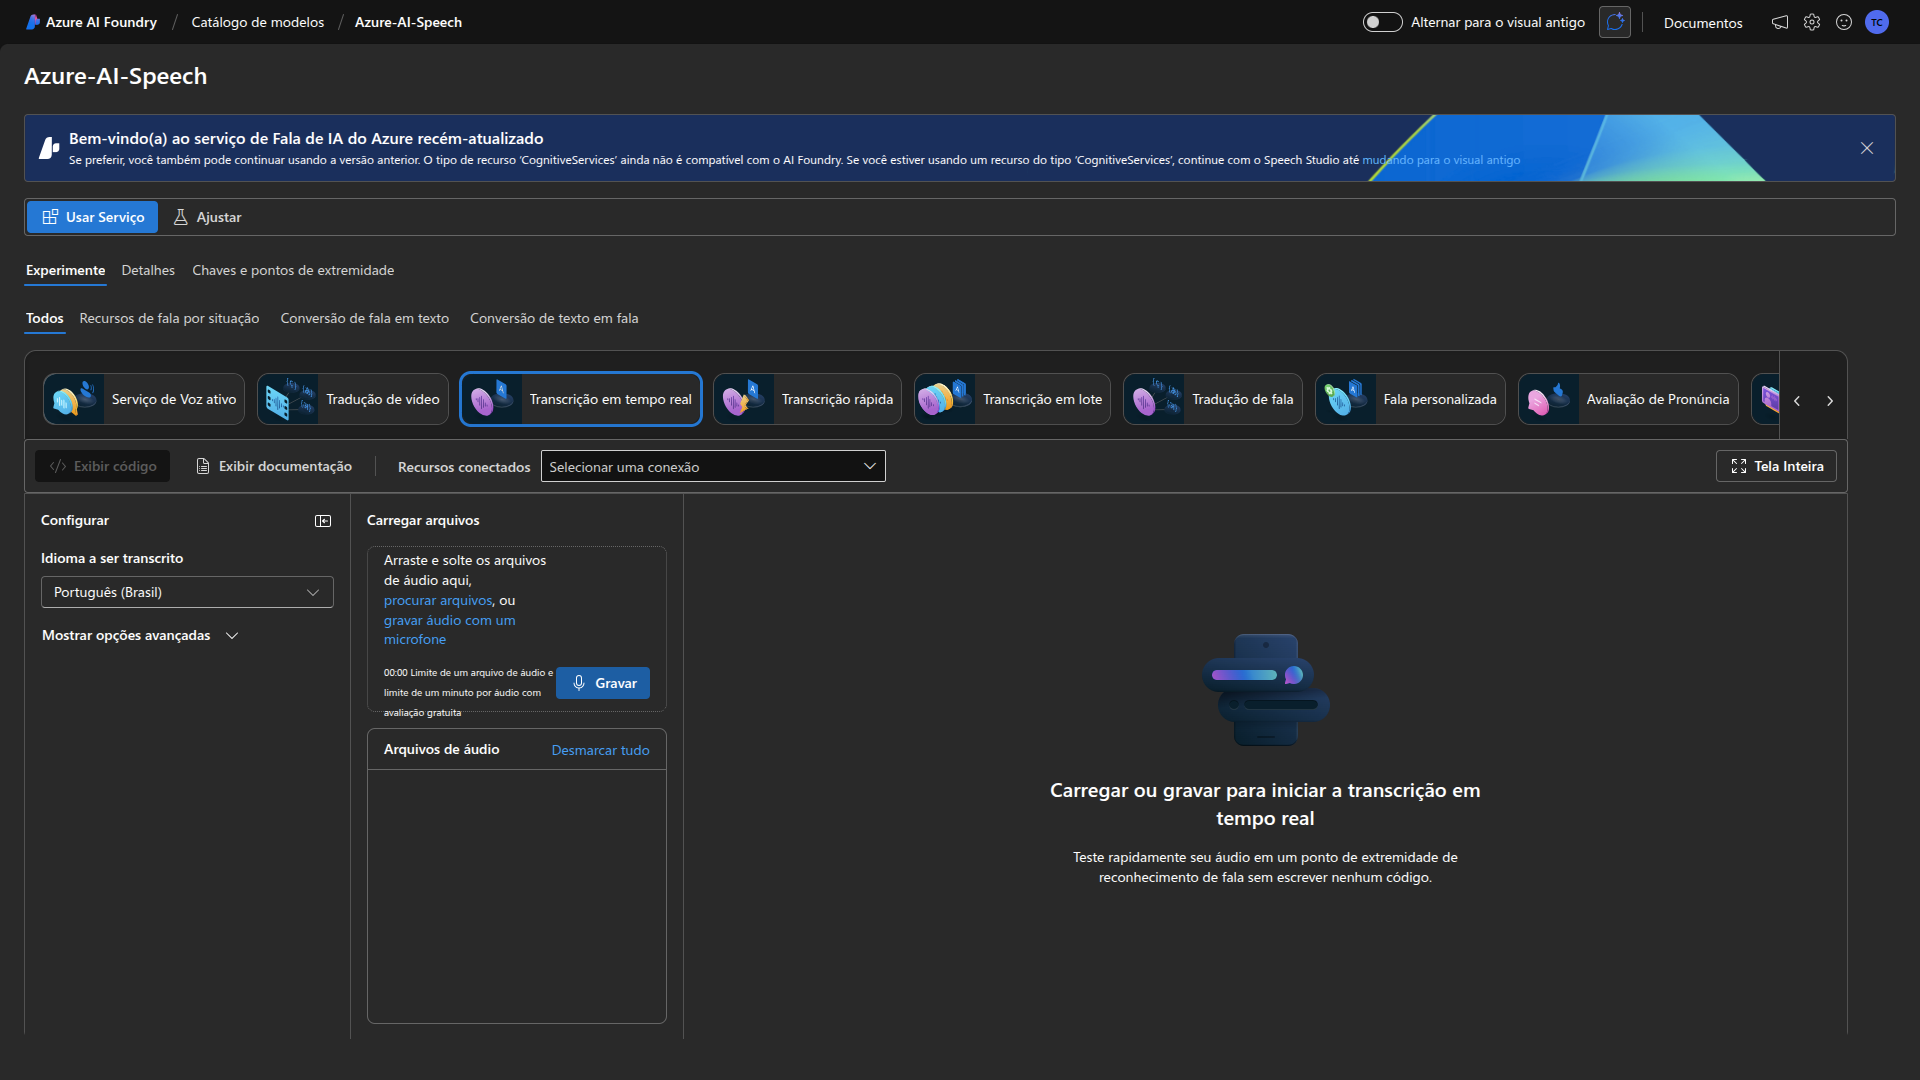 Azure AI Foundry / Catálogo de modelos / Azure-AI-Speech
Alternar para o visual antigo
Documentos
TC
Azure-AI-Speech
Bem-vindo(a) ao serviço de Fala de IA do Azure recém-atualizado
Se preferir, você também pode continuar usando a versão anterior. O tipo de recurso 'CognitiveServices' ainda não é compatível com o AI Foundry. Se você estiver usando um recurso do tipo 'CognitiveServices', continue com o Speech Studio até mudando para o visual antigo
Usar Serviço
Ajustar
Experimente
Detalhes
Chaves e pontos de extremidade
Todos
Recursos de fala por situação
Conversão de fala em texto
Conversão de texto em fala
Serviço de Voz ativo
Tradução de vídeo
Transcrição em tempo real
Transcrição rápida
Transcrição em lote
Tradução de fala
Fala personalizada
Avaliação de Pronúncia
Exibir código
Exibir documentação
Recursos conectados
Selecionar uma conexão
Tela Inteira
Configurar
Idioma a ser transcrito
Português (Brasil)
Mostrar opções avançadas
Carregar arquivos
Arraste e solte os arquivos
de áudio aqui,
procurar arquivos, ou
gravar áudio com um
microfone
00:00 Limite de um arquivo de áudio e
limite de um minuto por áudio com
avaliação gratuita
Gravar
Arquivos de áudio
Desmarcar tudo
Carregar ou gravar para iniciar a transcrição em
tempo real
Teste rapidamente seu áudio em um ponto de extremidade de
reconhecimento de fala sem escrever nenhum código.